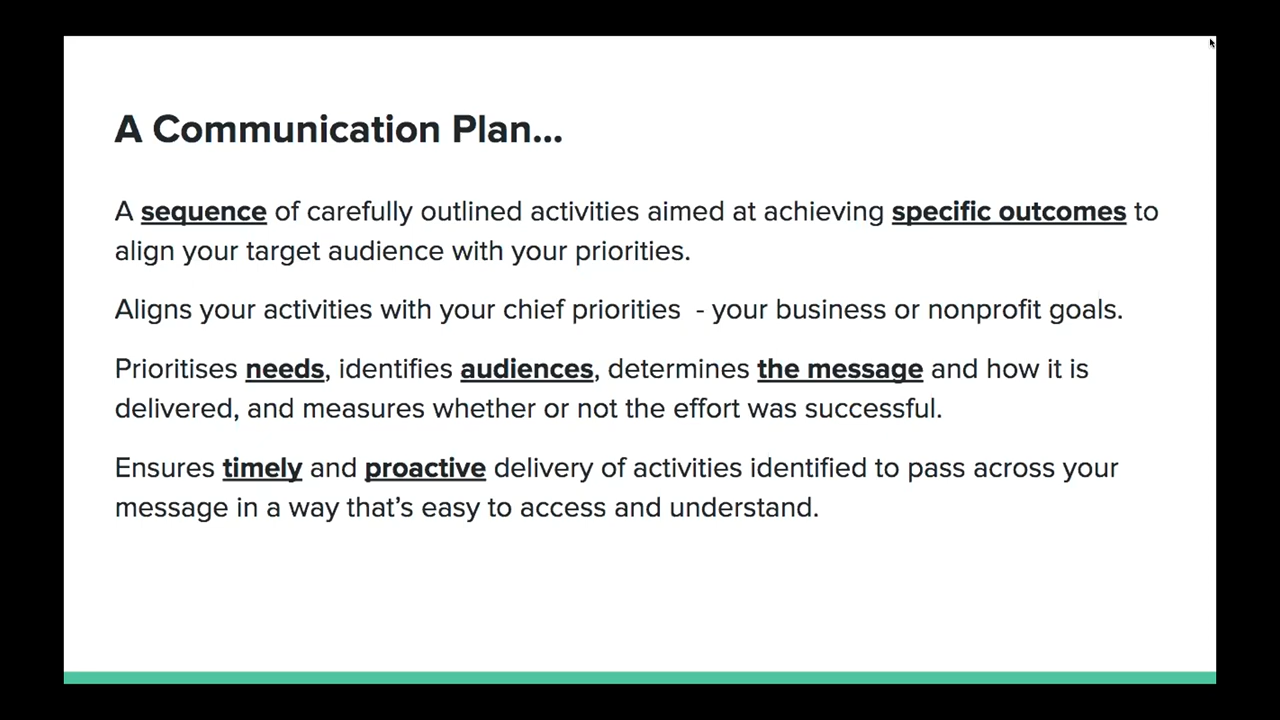 A Communication Plan...
A sequence of carefully outlined activities aimed at achieving specific outcomes to
align your target audience with your priorities.
Aligns your activities with your chief priorities  - your business or nonprofit goals.
Prioritises needs, identifies audiences, determines the message and how it is
delivered, and measures whether or not the effort was successful.
Ensures timely and proactive delivery of activities identified to pass across your
message in a way that’s easy to access and understand.